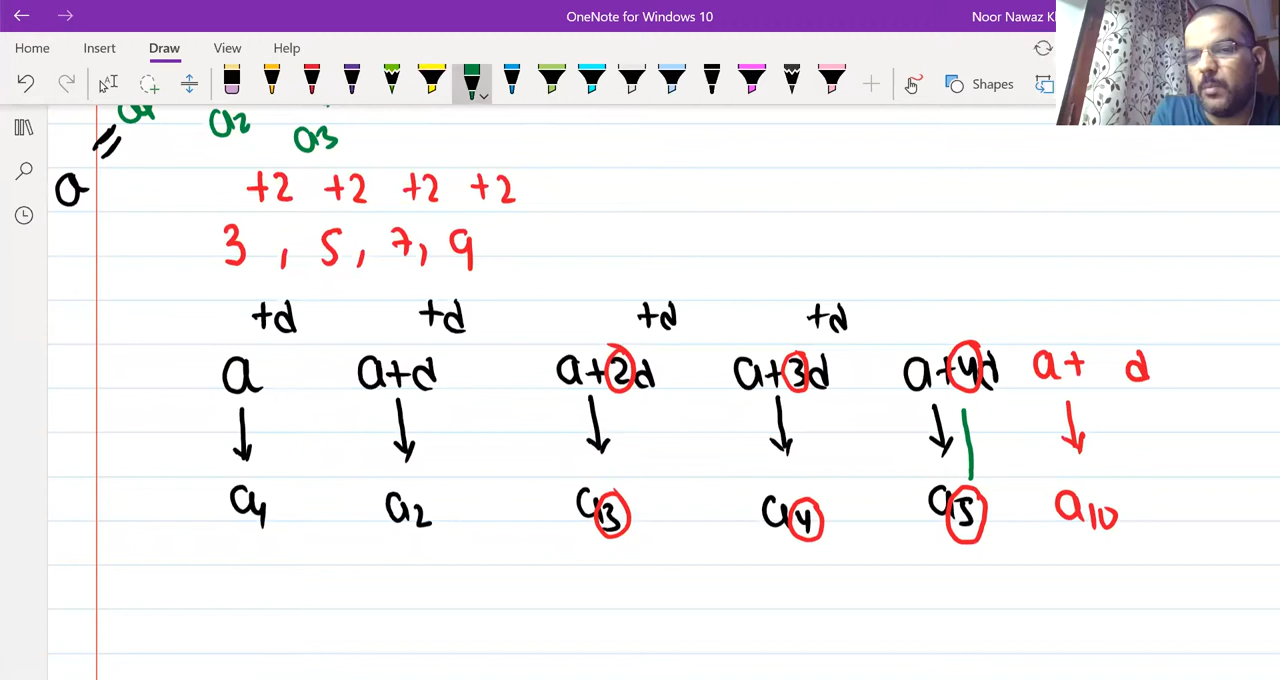 OneNote for Windows 10
Noor Nawaz
Home Insert Draw View Help
Shapes
a2
a3
a
+2 +2 +2 +2
3 , 5, 7, 9
+d +d +d +d
a a+d a+2d a+3d a+4d a+ d
a1 a2 a3 a4 a5 a10